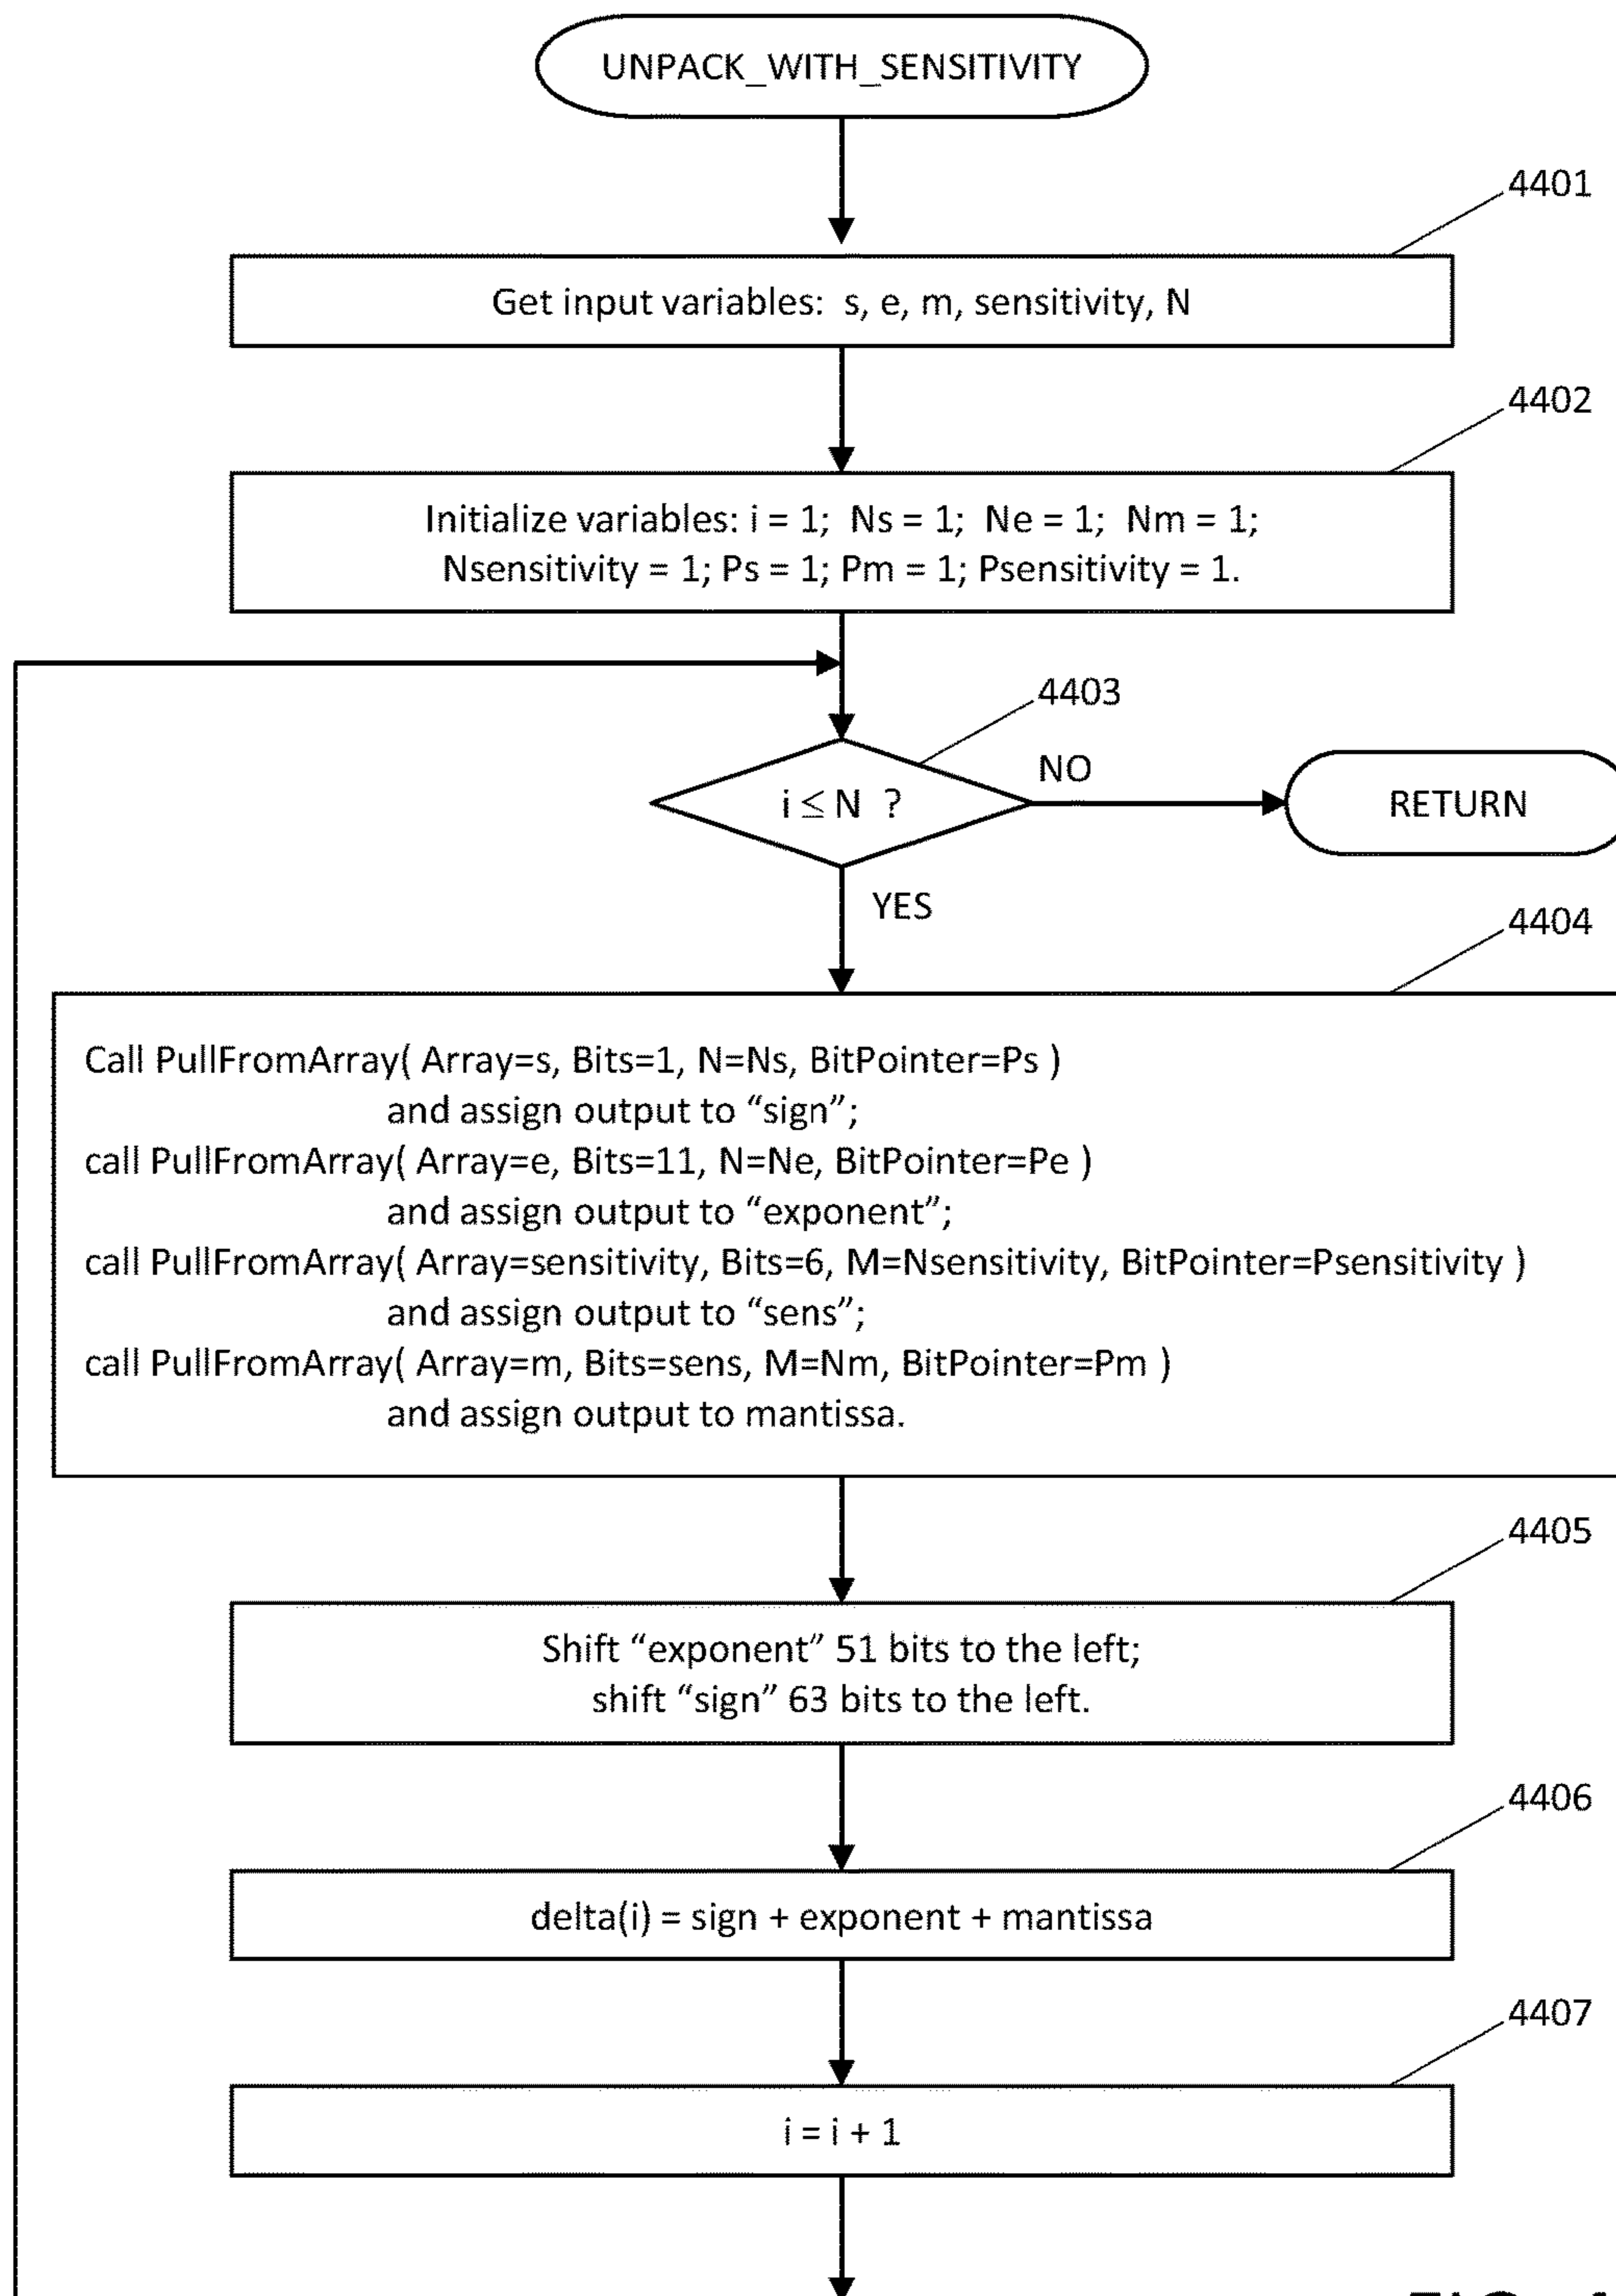 UNPACK_WITH_SENSITIVITY
4401
Get input variables: s, e, m, sensitivity, N
4402
Initialize variables: i = 1; Ns = 1; Ne = 1; Nm = 1;
Nsensitivity = 1; Ps = 1; Pm = 1; Psensitivity = 1.
4403
NO
i ≤ N ?
RETURN
YES
4404
Call PullFromArray( Array=s, Bits=1, N=Ns, BitPointer=Ps )
and assign output to “sign”;
call PullFromArray( Array=e, Bits=11, N=Ne, BitPointer=Pe )
and assign output to “exponent”;
call PullFromArray( Array=sensitivity, Bits=6, M=Nsensitivity, BitPointer=Psensitivity )
and assign output to “sens”;
call PullFromArray( Array=m, Bits=sens, M=Nm, BitPointer=Pm )
and assign output to mantissa.
4405
Shift “exponent” 51 bits to the left;
shift “sign” 63 bits to the left.
4406
delta(i) = sign + exponent + mantissa
4407
i = i + 1